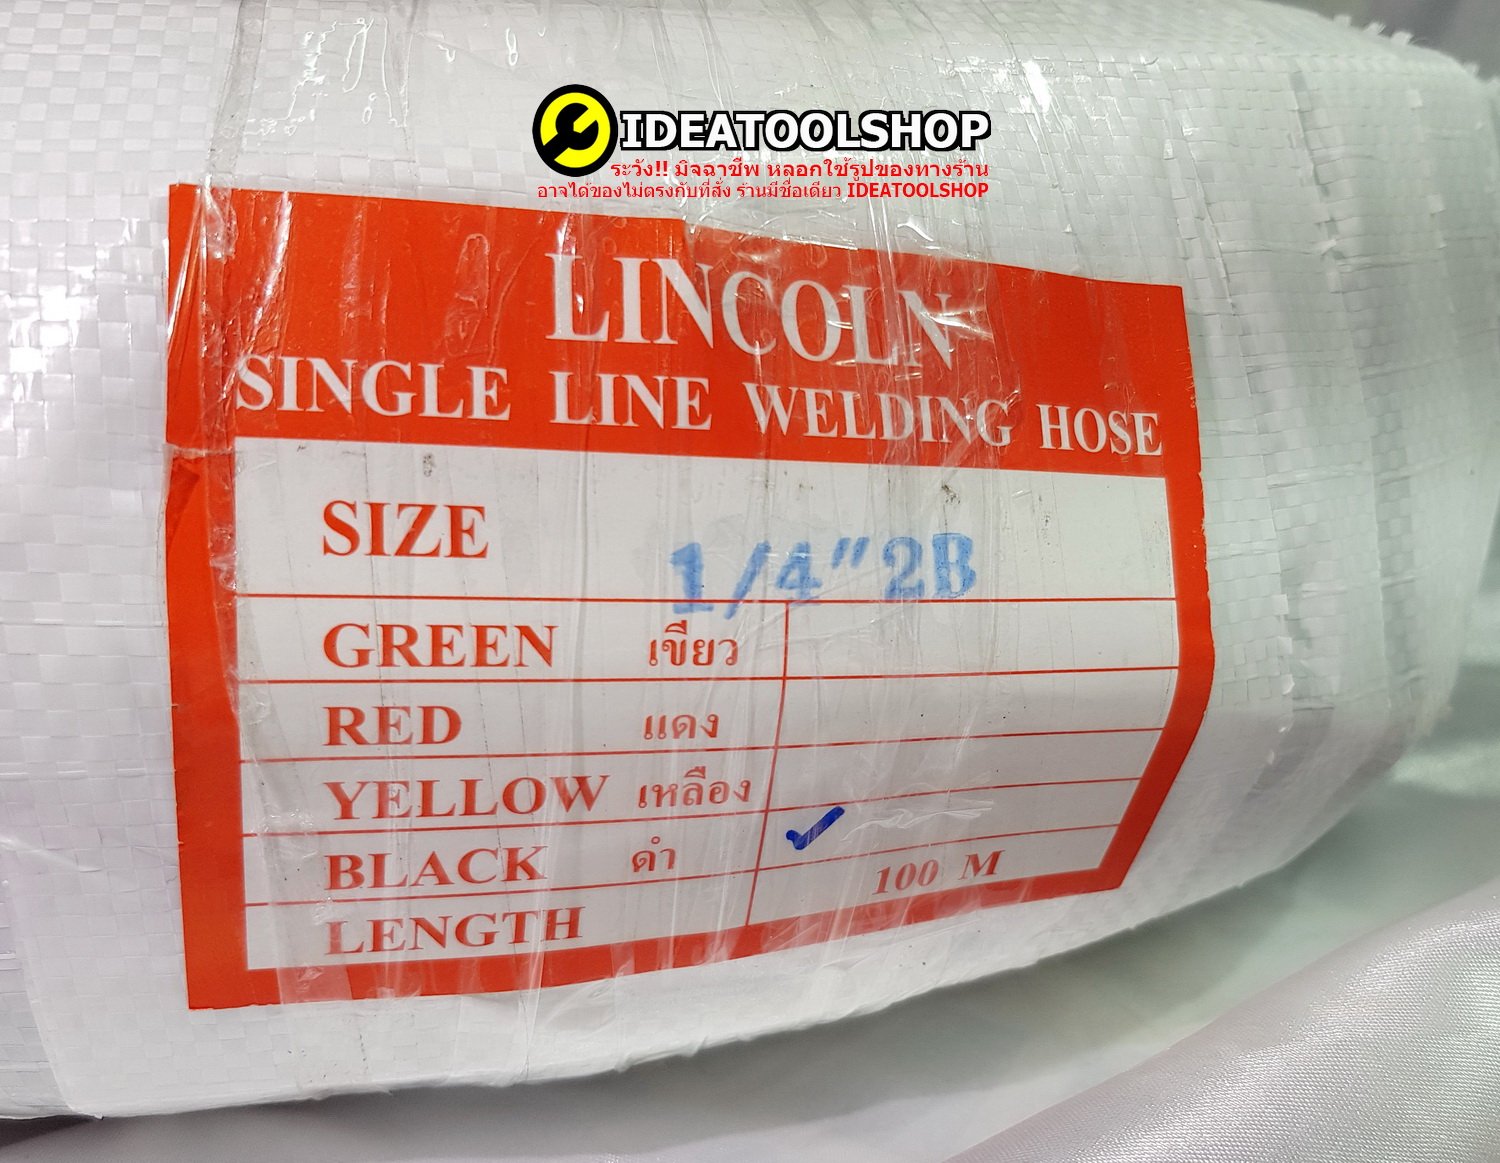 IDEATOOLSHOP
ระวัง!! มิจฉาชีพ หลอกใช้รูปของทางร้าน
อาจได้ของไม่ตรงกับที่สั่ง ร้านมีชื่อเดียว IDEATOOLSHOP
LINCOLN
SINGLE LINE WELDING HOSE
SIZE 1/4" 2B
GREEN เขียว
RED แดง
YELLOW เหลือง
BLACK ดำ ✓
LENGTH 100 M